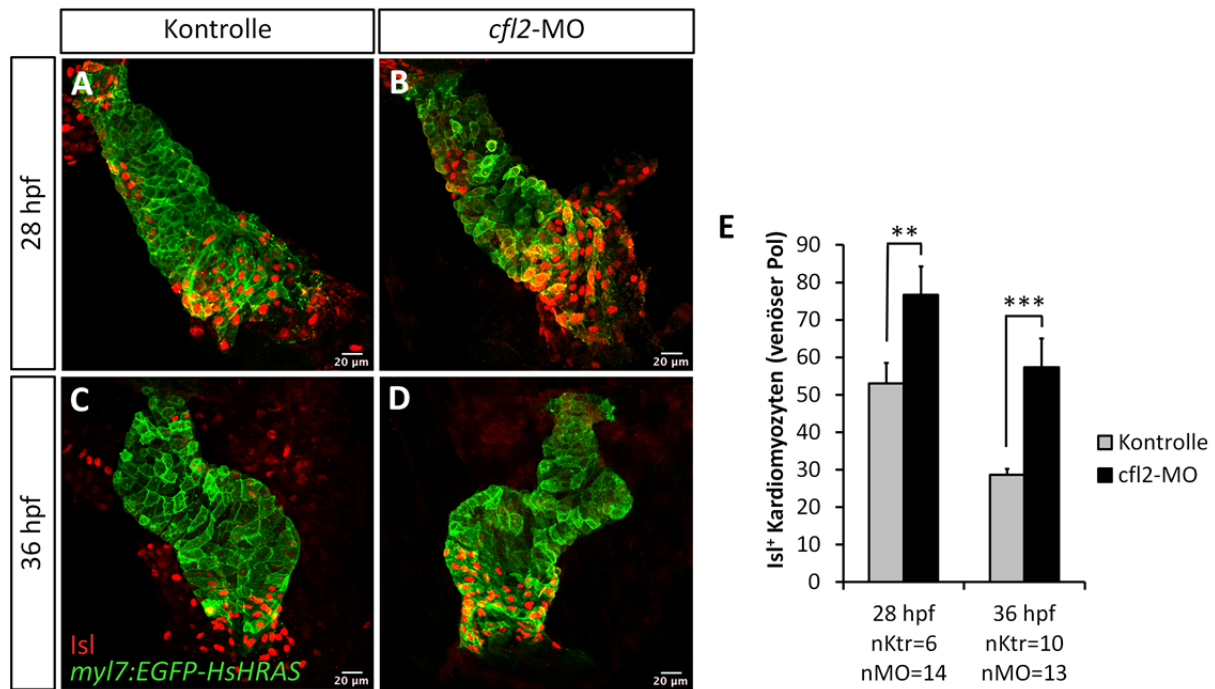 Kontrolle
cfl2-MO
28 hpf
A
20 µm
B
20 µm
36 hpf
C
Isl
myl7:EGFP-HsHRAS
20 µm
D
20 µm
E
Isl⁺ Kardiomyozyten (venöser Pol)
90
80
70
60
50
40
30
20
10
0
**
***
28 hpf
nKtr=6
nMO=14
36 hpf
nKtr=10
nMO=13
Kontrolle
cfl2-MO